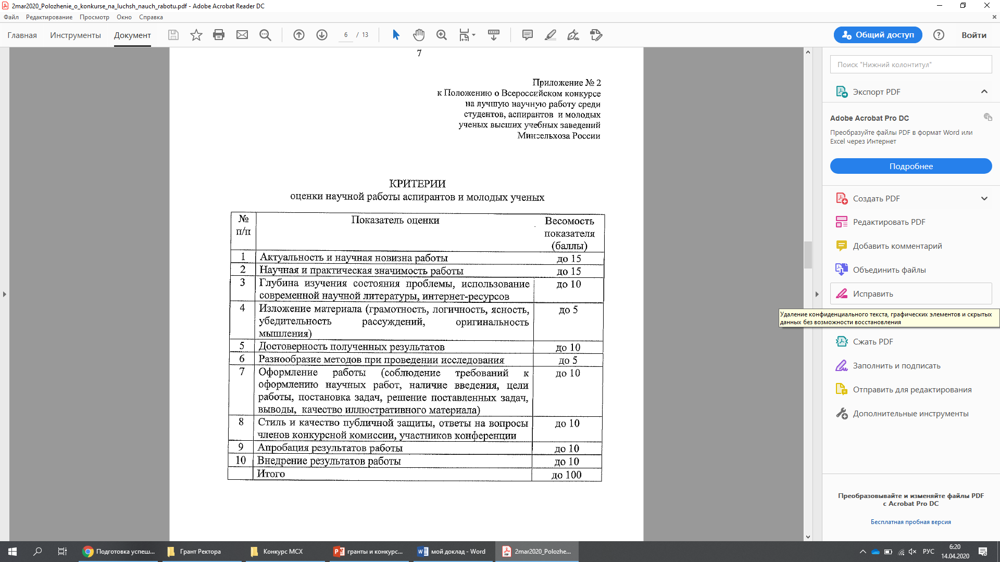 2mar2020_Polozhenie_o_konkurse_na_luchsh_nauch_rabotu.pdf - Adobe Acrobat Reader DC
Файл Редактирование Просмотр Окно Справка
Главная Инструменты Документ 6 / 13 Общий доступ Войти
7
Приложение № 2
к Положению о Всероссийском конкурсе
на лучшую научную работу среди
студентов, аспирантов и молодых
ученых высших учебных заведений
Минсельхоза России
КРИТЕРИИ
оценки научной работы аспирантов и молодых ученых
№ п/п Показатель оценки Весомость показателя (баллы)
1 Актуальность и научная новизна работы до 15
2 Научная и практическая значимость работы до 15
3 Глубина изучения состояния проблемы, использование до 10
современной научной литературы, интернет-ресурсов
4 Изложение материала (грамотность, логичность, ясность, до 5
убедительность рассуждений, оригинальность
мышления)
5 Достоверность полученных результатов до 10
6 Разнообразие методов при проведении исследования до 5
7 Оформление работы (соблюдение требований к до 10
оформлению научных работ, наличие введения, цели
работы, постановка задач, решение поставленных задач,
выводы, качество иллюстративного материала)
8 Стиль и качество публичной защиты, ответы на вопросы до 10
членов конкурсной комиссии, участников конференции
9 Апробация результатов работы до 10
10 Внедрение результатов работы до 10
Итого до 100
Поиск "Нижний колонтитул"
Экспорт PDF
Adobe Acrobat Pro DC
Преобразуйте файлы PDF в формат Word или
Excel через Интернет
Подробнее
Создать PDF
Редактировать PDF
Добавить комментарий
Объединить файлы
Исправить
Удаление конфиденциального текста, графических элементов и скрытых
данных без возможности восстановления
Сжать PDF
Заполнить и подписать
Отправить для редактирования
Дополнительные инструменты
Преобразовывайте и изменяйте файлы PDF
с Acrobat Pro DC
Бесплатная пробная версия
Подготовка успеш... Грант Ректора Конкурс МСХ гранты и конкурс... мой доклад - Word 2mar2020_Polozhe... РУС 6:20
14.04.2020